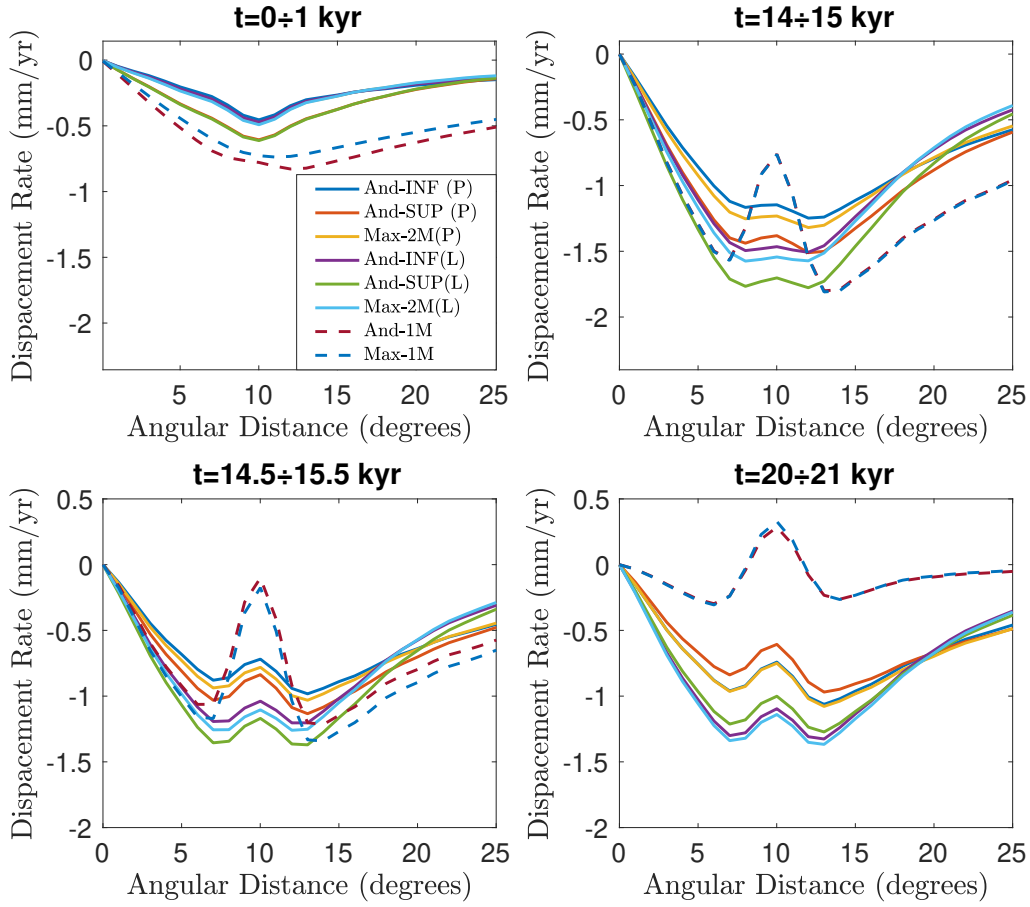 t=0÷1 kyr
0
-0.5
-1
-1.5
-2
5
10
15
20
25
Dispacement Rate (mm/yr)
Angular Distance (degrees)
And-INF (P)
And-SUP (P)
Max-2M(P)
And-INF(L)
And-SUP(L)
Max-2M(L)
And-1M
Max-1M
t=14÷15 kyr
0
-0.5
-1
-1.5
-2
0
5
10
15
20
25
Dispacement Rate (mm/yr)
Angular Distance (degrees)
t=14.5÷15.5 kyr
0.5
0
-0.5
-1
-1.5
-2
0
5
10
15
20
25
Dispacement Rate (mm/yr)
Angular Distance (degrees)
t=20÷21 kyr
0.5
0
-0.5
-1
-1.5
-2
0
5
10
15
20
25
Dispacement Rate (mm/yr)
Angular Distance (degrees)